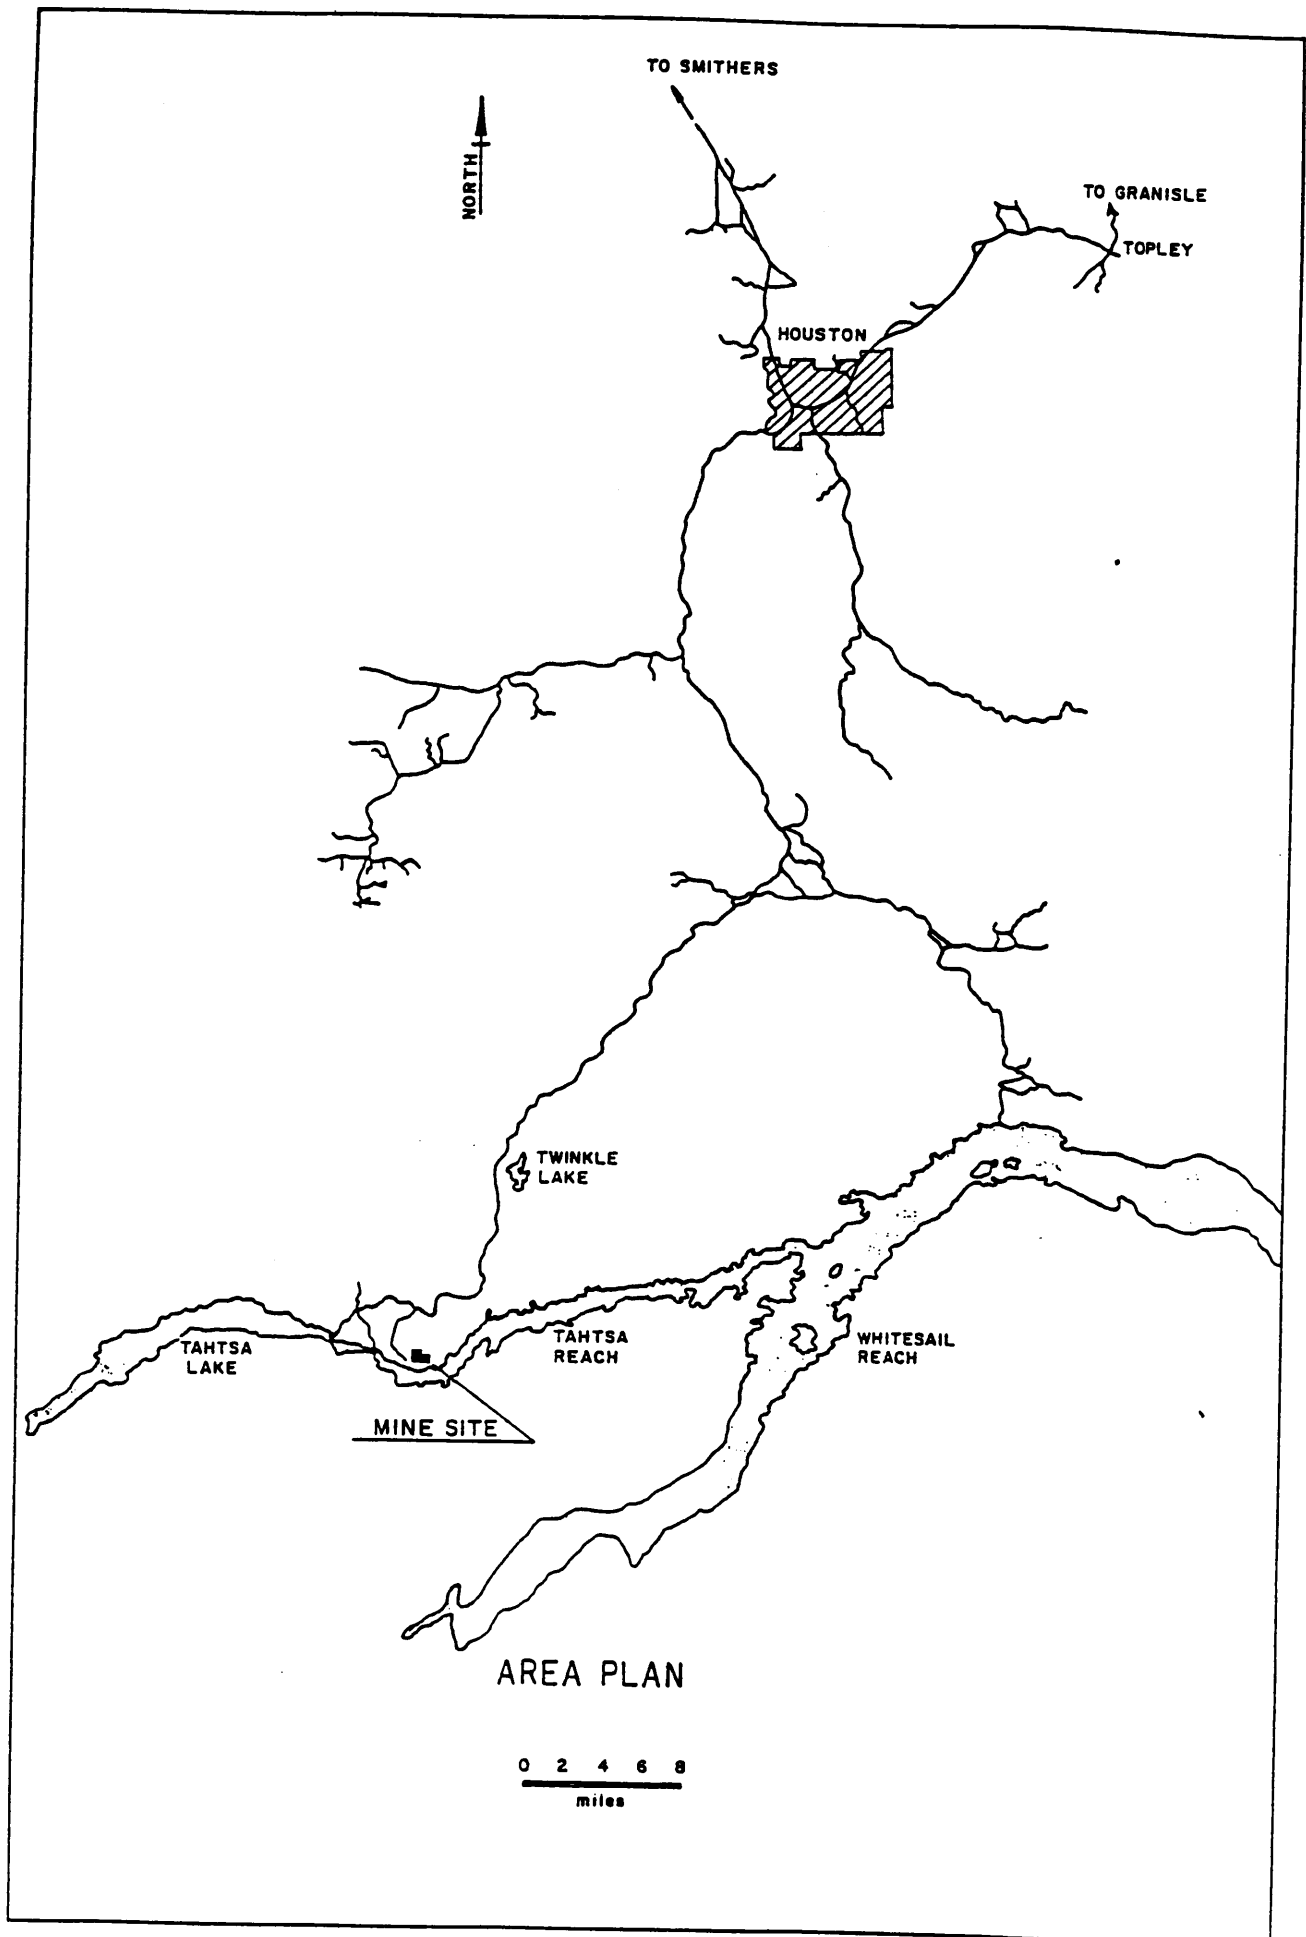 TO SMITHERS
NORTH
TO GRANISLE
TOPLEY
HOUSTON
TWINKLE
LAKE
TAHTSA
LAKE
TAHTSA
REACH
WHITESAIL
REACH
MINE SITE
AREA PLAN
0 2 4 6 8
miles